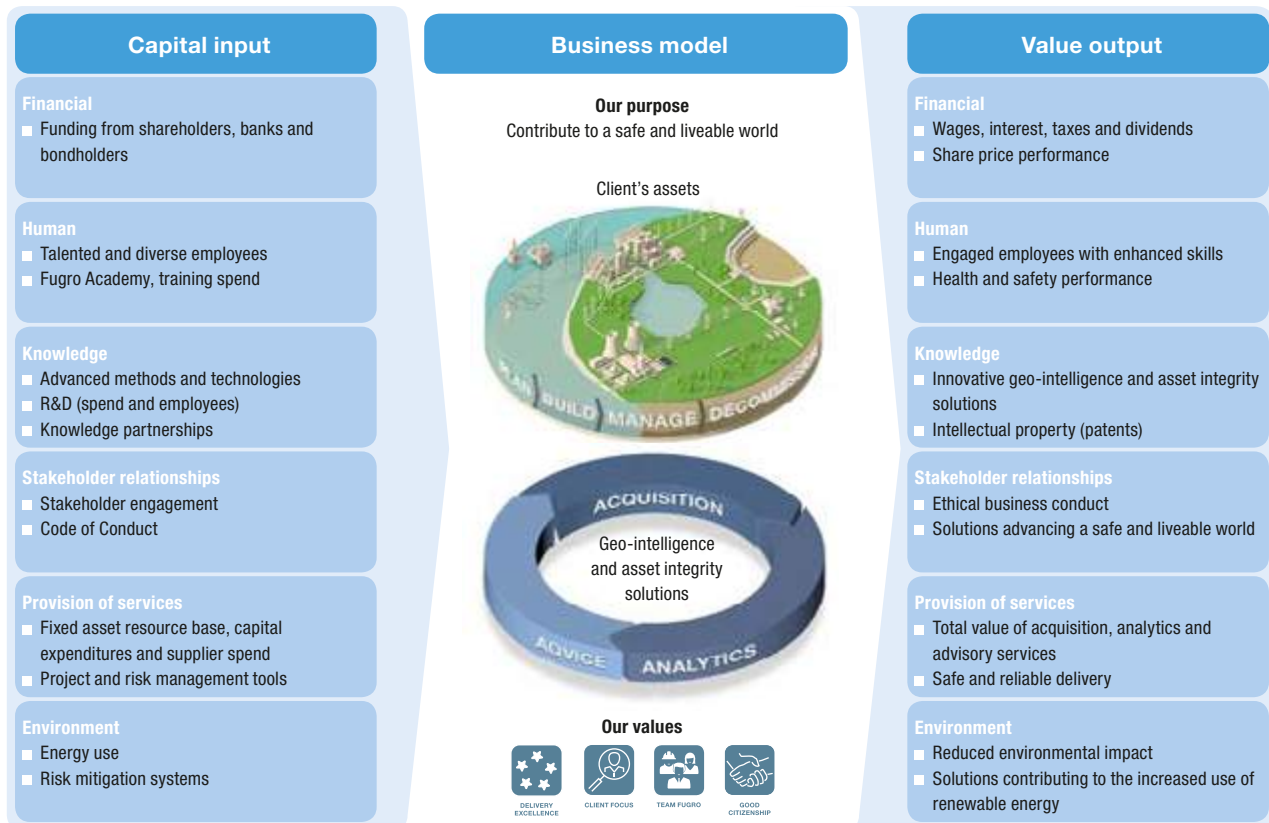 Capital input
Financial
Funding from shareholders, banks and
bondholders
Human
Talented and diverse employees
Fugro Academy, training spend
Knowledge
Advanced methods and technologies
R&D (spend and employees)
Knowledge partnerships
Stakeholder relationships
Stakeholder engagement
Code of Conduct
Provision of services
Fixed asset resource base, capital
expenditures and supplier spend
Project and risk management tools
Environment
Energy use
Risk mitigation systems
Business model
Our purpose
Contribute to a safe and liveable world
Client's assets
PLAN BUILD MANAGE DECOMMISSION
ACQUISITION
Geo-intelligence
and asset integrity
solutions
ADVICE ANALYTICS
Our values
DELIVERY
EXCELLENCE
CLIENT FOCUS
TEAM FUGRO
GOOD
CITIZENSHIP
Value output
Financial
Wages, interest, taxes and dividends
Share price performance
Human
Engaged employees with enhanced skills
Health and safety performance
Knowledge
Innovative geo-intelligence and asset integrity
solutions
Intellectual property (patents)
Stakeholder relationships
Ethical business conduct
Solutions advancing a safe and liveable world
Provision of services
Total value of acquisition, analytics and
advisory services
Safe and reliable delivery
Environment
Reduced environmental impact
Solutions contributing to the increased use of
renewable energy